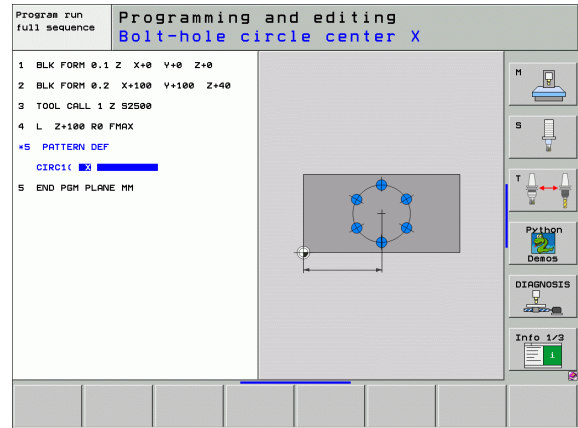 Program run
full sequence
Programming and editing
Bolt-hole circle center X
1 BLK FORM 0.1 Z X+0 Y+0 Z+0
2 BLK FORM 0.2 X+100 Y+100 Z+40
3 TOOL CALL 1 Z S2500
4 L Z+100 R0 FMAX
*5 PATTERN DEF
CIRC1( X
5 END PGM PLANE MM
M
S
T
Python
Demos
DIAGNOSIS
Info 1/3
i